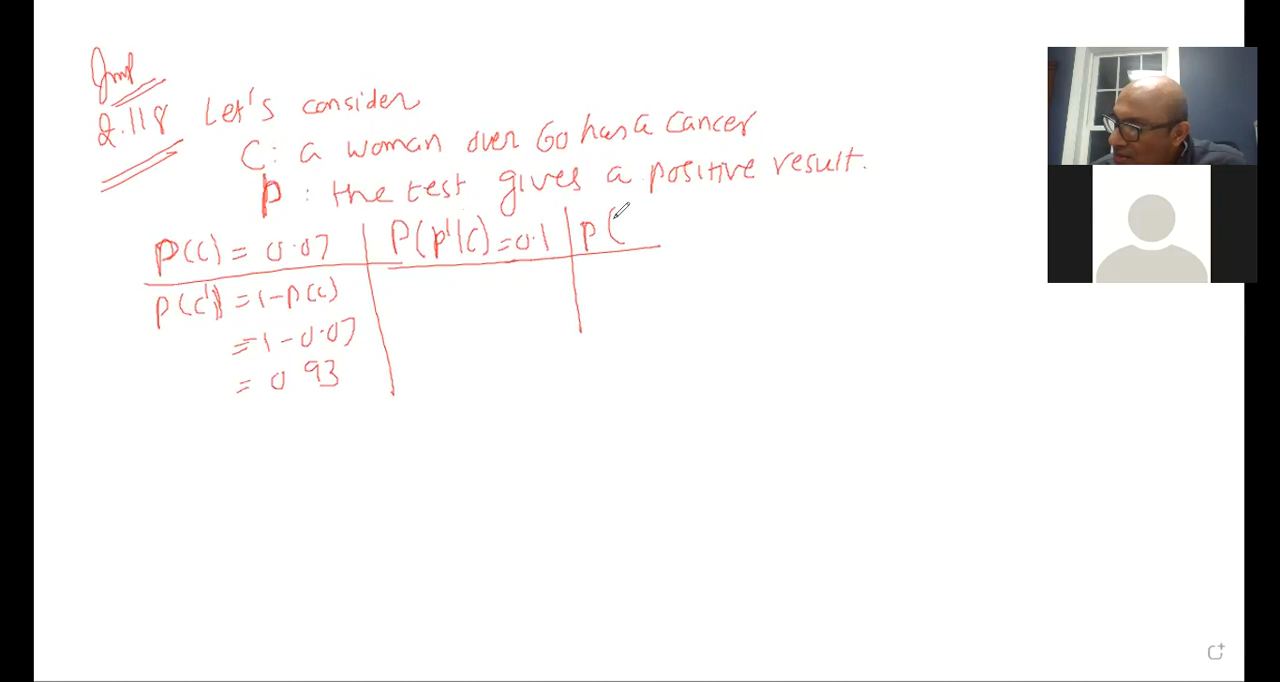 Imp
2.118 Let's consider
C: a woman over 60 has a cancer
P: the test gives a positive result.
P(C) = 0.07 | P(P'|C) = 0.1 | P(
P(C') = 1-P(C)
= 1-0.07
= 0.93